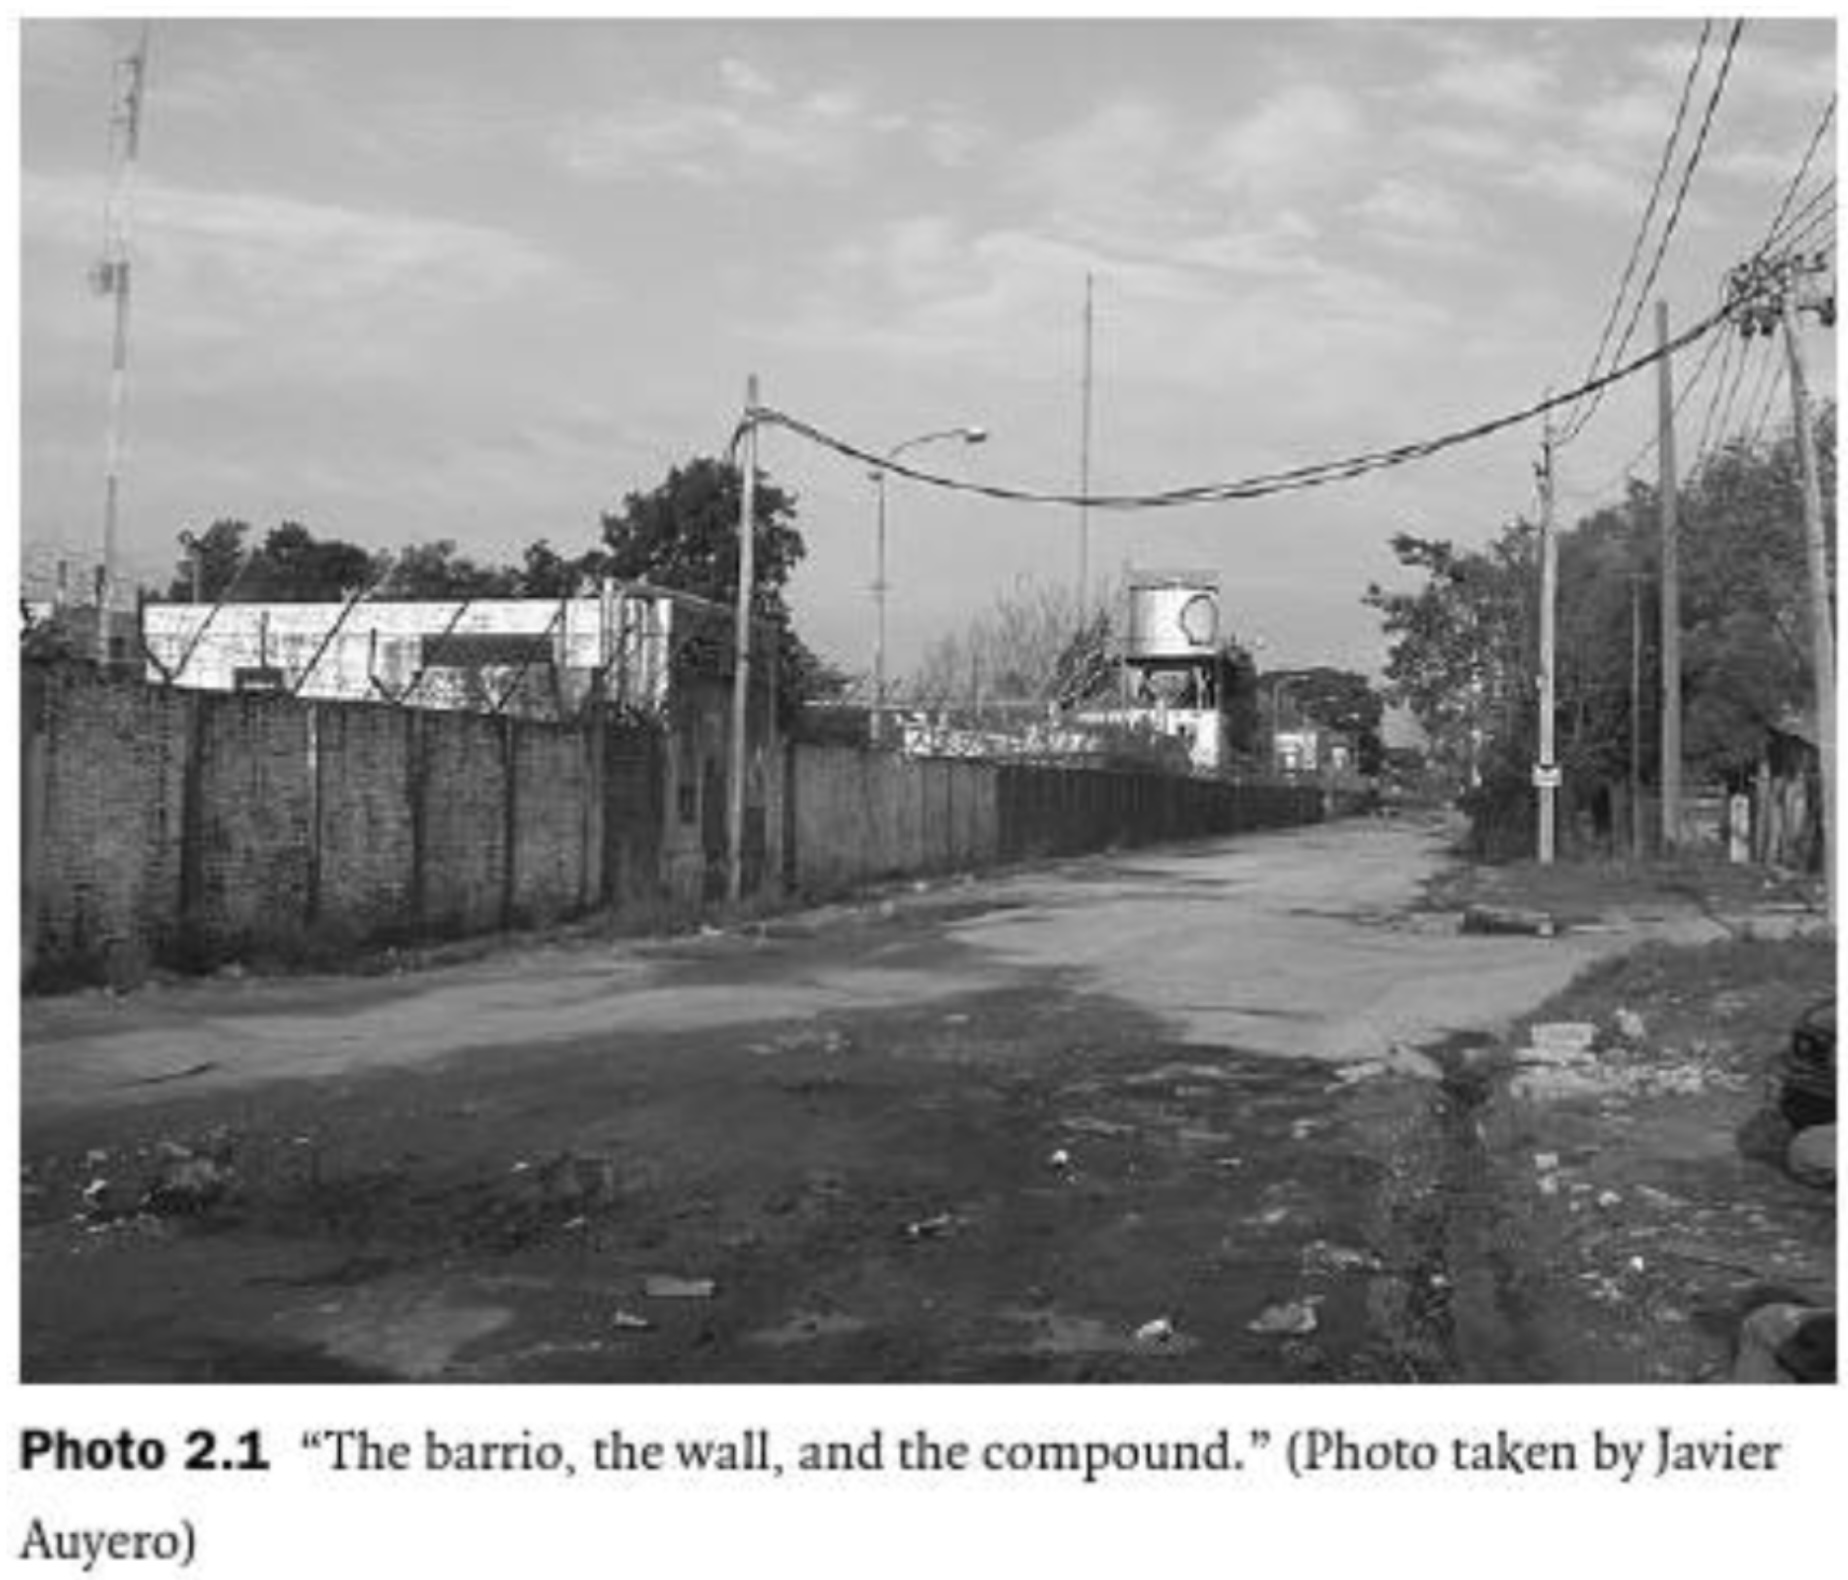 Photo 2.1 “The barrio, the wall, and the compound.” (Photo taken by Javier
Auyero)